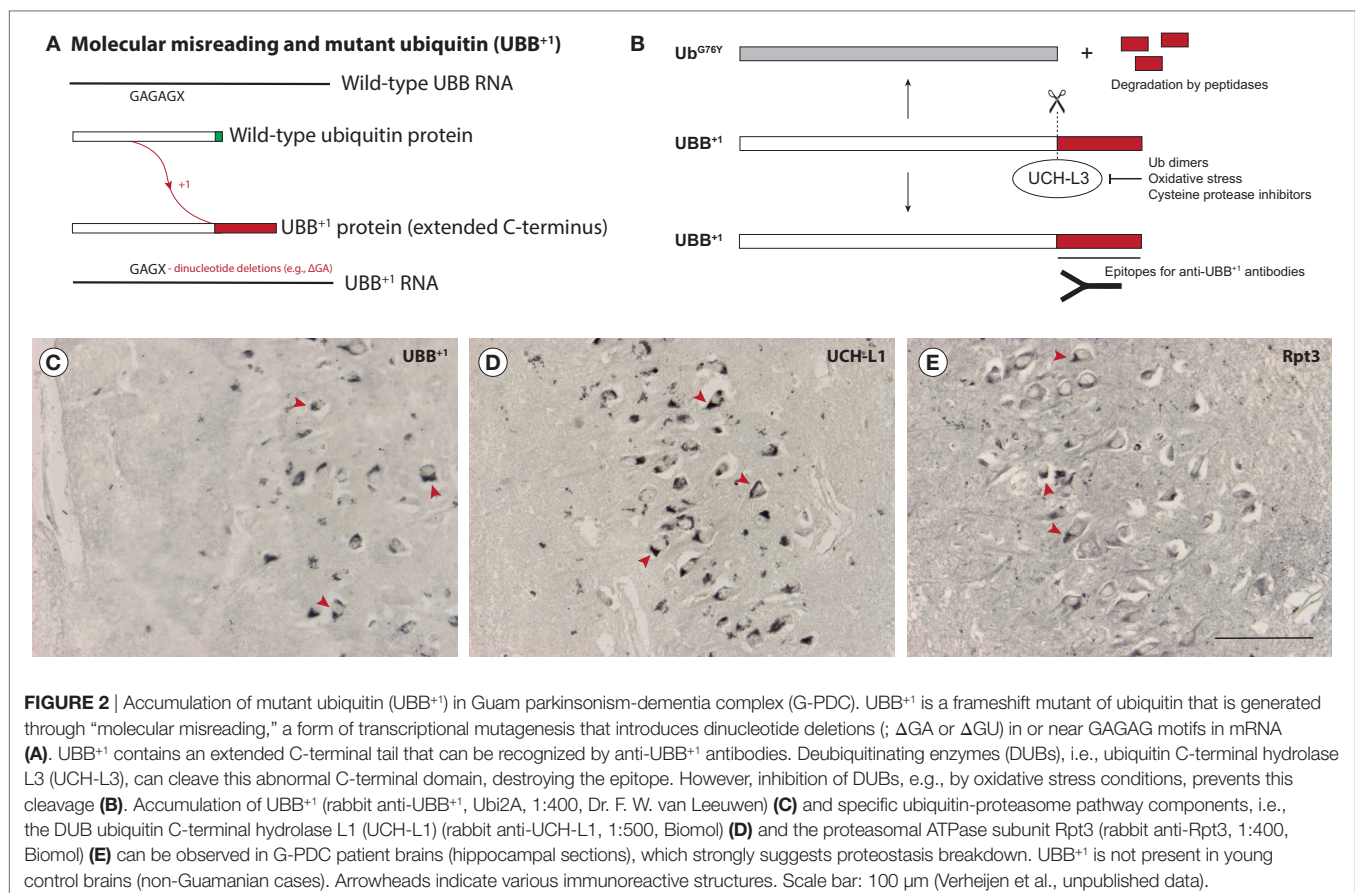 A Molecular misreading and mutant ubiquitin (UBB+1)
Wild-type UBB RNA
GAGAGX
Wild-type ubiquitin protein
+1
UBB+1 protein (extended C-terminus)
GAGX - dinucleotide deletions (e.g., ΔGA)
UBB+1 RNA
B
UbG76Y
+
Degradation by peptidases
UBB+1
UCH-L3
Ub dimers
Oxidative stress
Cysteine protease inhibitors
UBB+1
Epitopes for anti-UBB+1 antibodies
C
UBB+1
D
UCH-L1
E
Rpt3
FIGURE 2 | Accumulation of mutant ubiquitin (UBB+1) in Guam parkinsonism-dementia complex (G-PDC). UBB+1 is a frameshift mutant of ubiquitin that is generated
through “molecular misreading,” a form of transcriptional mutagenesis that introduces dinucleotide deletions (; ΔGA or ΔGU) in or near GAGAG motifs in mRNA
(A). UBB+1 contains an extended C-terminal tail that can be recognized by anti-UBB+1 antibodies. Deubiquitinating enzymes (DUBs), i.e., ubiquitin C-terminal hydrolase
L3 (UCH-L3), can cleave this abnormal C-terminal domain, destroying the epitope. However, inhibition of DUBs, e.g., by oxidative stress conditions, prevents this
cleavage (B). Accumulation of UBB+1 (rabbit anti-UBB+1, Ubi2A, 1:400, Dr. F. W. van Leeuwen) (C) and specific ubiquitin-proteasome pathway components, i.e.,
the DUB ubiquitin C-terminal hydrolase L1 (UCH-L1) (rabbit anti-UCH-L1, 1:500, Biomol) (D) and the proteasomal ATPase subunit Rpt3 (rabbit anti-Rpt3, 1:400,
Biomol) (E) can be observed in G-PDC patient brains (hippocampal sections), which strongly suggests proteostasis breakdown. UBB+1 is not present in young
control brains (non-Guamanian cases). Arrowheads indicate various immunoreactive structures. Scale bar: 100 μm (Verheijen et al., unpublished data).